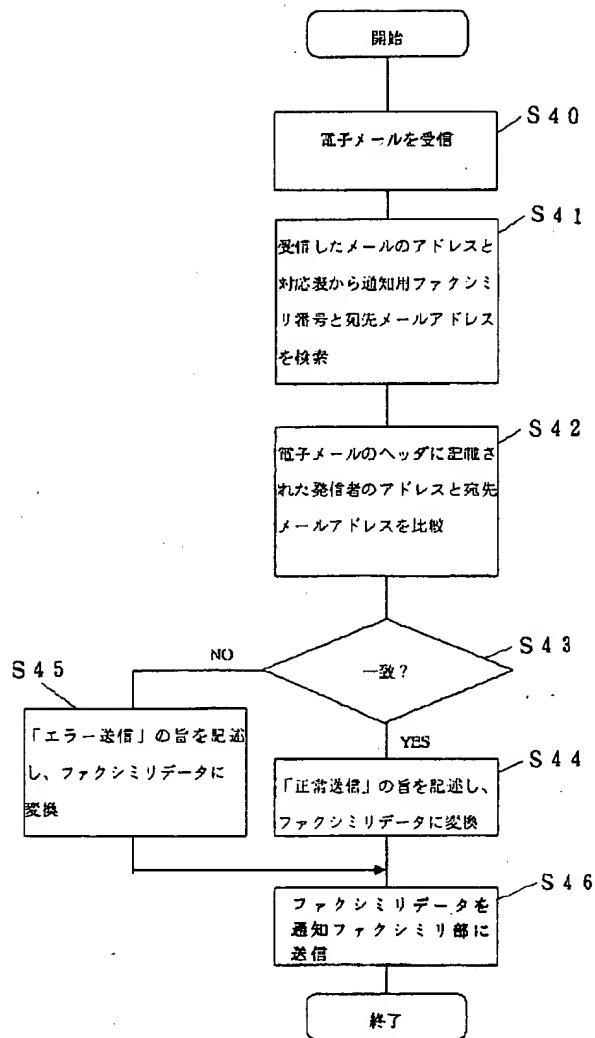 開始
S40
電子メールを受信
S41
受信したメールのアドレスと
対応表から通知用ファクシミ
リ番号と宛先メールアドレス
を検索
S42
電子メールのヘッダに記載さ
れた発信者のアドレスと宛先
メールアドレスを比較
S43
一致?
NO
YES
S45
「エラー送信」の旨を記述
し、ファクシミリデータに
変換
S44
「正常送信」の旨を記述し、
ファクシミリデータに変換
S46
ファクシミリデータを
通知ファクシミリ部に
送信
終了